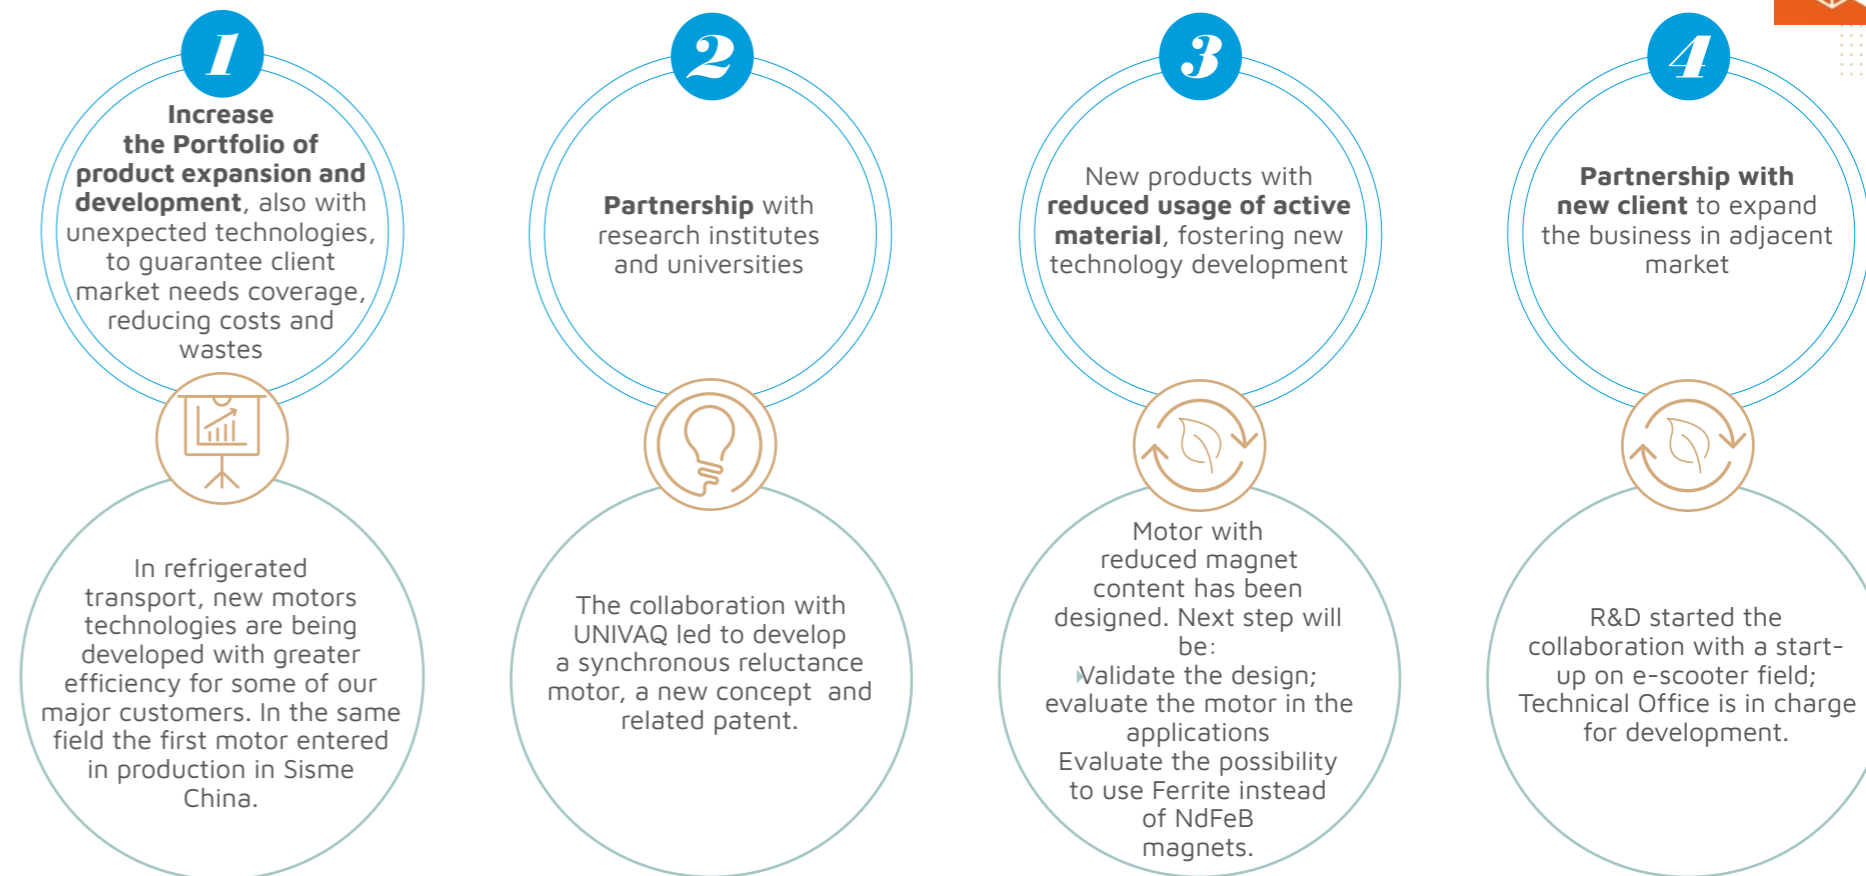 1
Increase
the Portfolio of
product expansion and
development, also with
unexpected technologies,
to guarantee client
market needs coverage,
reducing costs and
wastes
In refrigerated
transport, new motors
technologies are being
developed with greater
efficiency for some of our
major customers. In the same
field the first motor entered
in production in Sisme
China.
2
Partnership with
research institutes
and universities
The collaboration with
UNIVAQ led to develop
a synchronous reluctance
motor, a new concept and
related patent.
3
New products with
reduced usage of active
material, fostering new
technology development
Motor with
reduced magnet
content has been
designed. Next step will
be:
Validate the design;
evaluate the motor in the
applications
Evaluate the possibility
to use Ferrite instead
of NdFeB
magnets.
4
Partnership with
new client to expand
the business in adjacent
market
R&D started the
collaboration with a start-
up on e-scooter field;
Technical Office is in charge
for development.